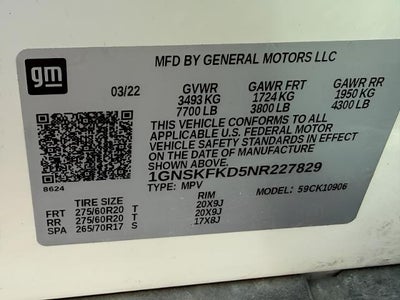 gm
MFD BY GENERAL MOTORS LLC
03/22 GVWR GAWR FRT GAWR RR
3493 KG 1724 KG 1950 KG
7700 LB 3800 LB 4300 LB
THIS VEHICLE CONFORMS TO ALL
APPLICABLE U.S. FEDERAL MOTOR
VEHICLE SAFETY STANDARDS IN EFFECT
ON THE DATE OF MANUFACTURE
SHOWN ABOVE
1GNSKFKD5NR227829
8624
TYPE: MPV MODEL: 59CK10906
TIRE SIZE RIM
FRT 275/60R20 T 20X9J
RR 275/60R20 T 20X9J
SPA 265/70R17 S 17X8J